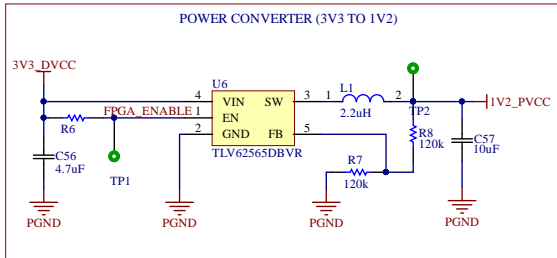 POWER CONVERTER (3V3 TO 1V2)
3V3_DVCC
U6
4 VIN SW 3
1 L1 2
2.2uH
1V2_PVCC
FPGA_ENABLE 1 EN
R6
2 GND FB 5
TLV62565DBVR
TP2
R8
120k
C57
10uF
C56
4.7uF
TP1
R7
120k
PGND
PGND
PGND
PGND